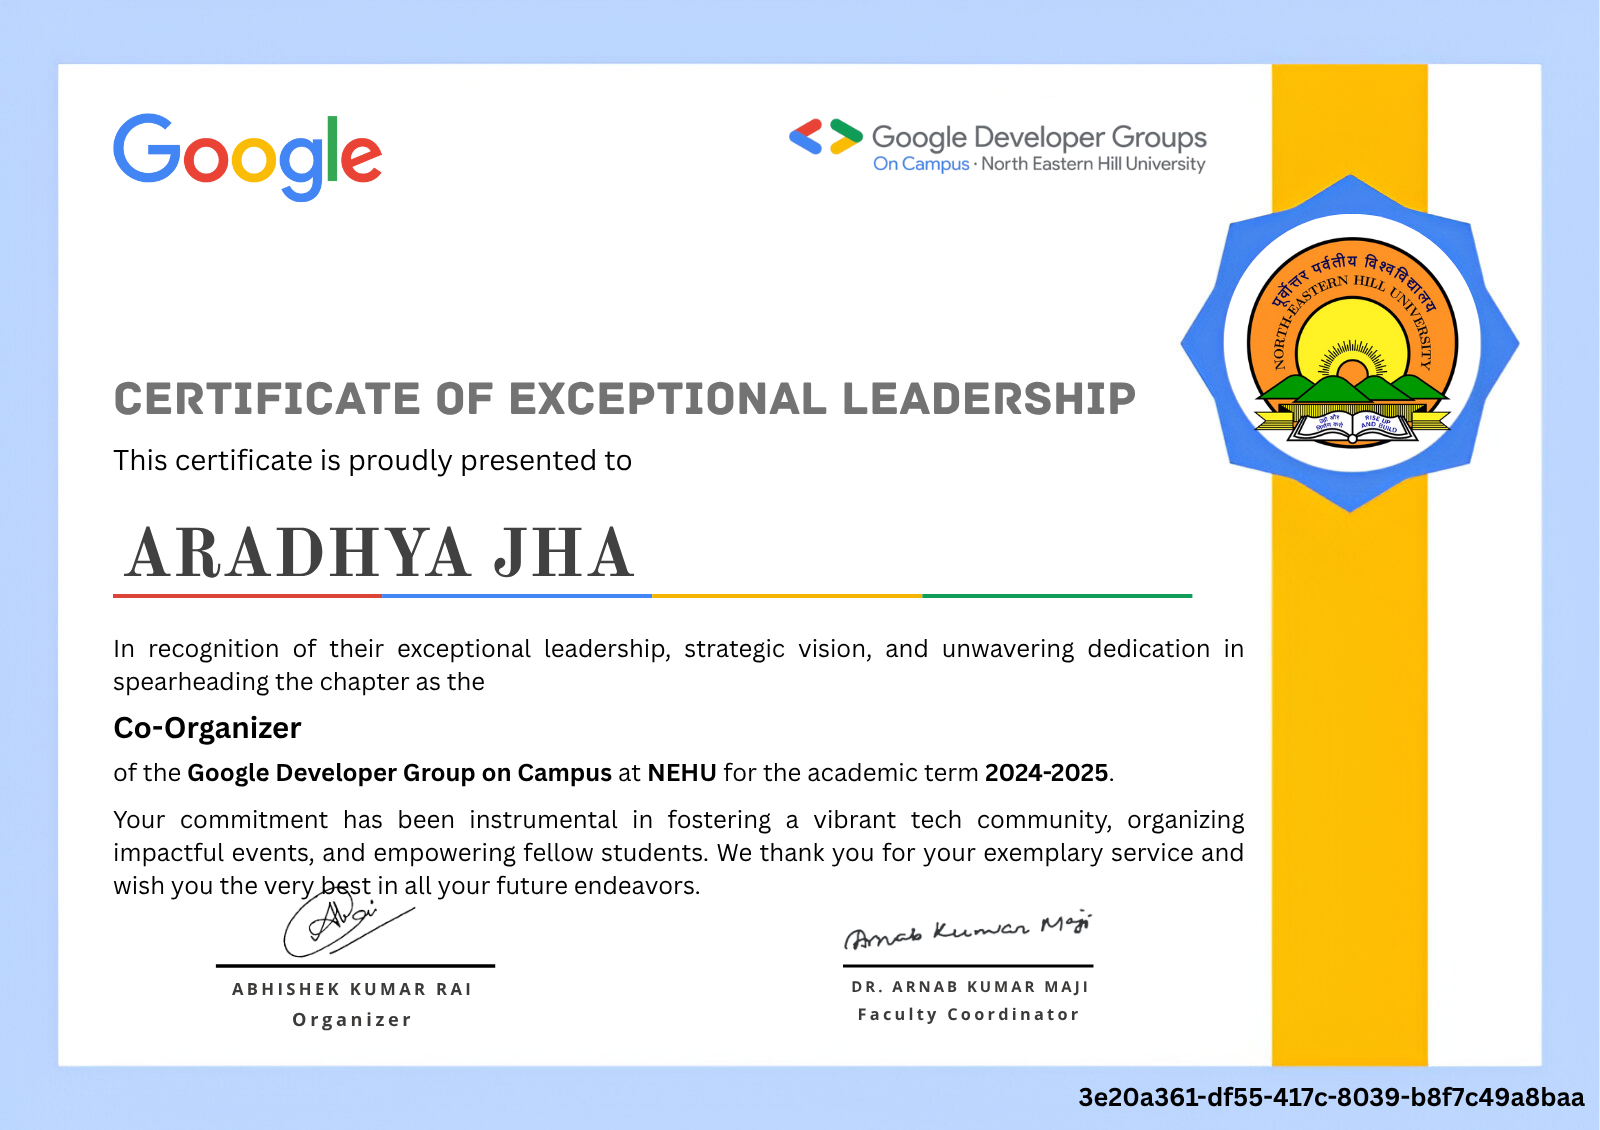 Google
Google Developer Groups
On Campus · North Eastern Hill University
पूर्वोत्तर पर्वतीय विश्वविद्यालय
NORTH-EASTERN HILL UNIVERSITY
RISE UP
AND BUILD
CERTIFICATE OF EXCEPTIONAL LEADERSHIP
This certificate is proudly presented to
ARADHYA JHA
In recognition of their exceptional leadership, strategic vision, and unwavering dedication in
spearheading the chapter as the
Co-Organizer
of the Google Developer Group on Campus at NEHU for the academic term 2024-2025.
Your commitment has been instrumental in fostering a vibrant tech community, organizing
impactful events, and empowering fellow students. We thank you for your exemplary service and
wish you the very best in all your future endeavors.
Arnab Kumar Maji
ABHISHEK KUMAR RAI
Organizer
DR. ARNAB KUMAR MAJI
Faculty Coordinator
3e20a361-df55-417c-8039-b8f7c49a8baa